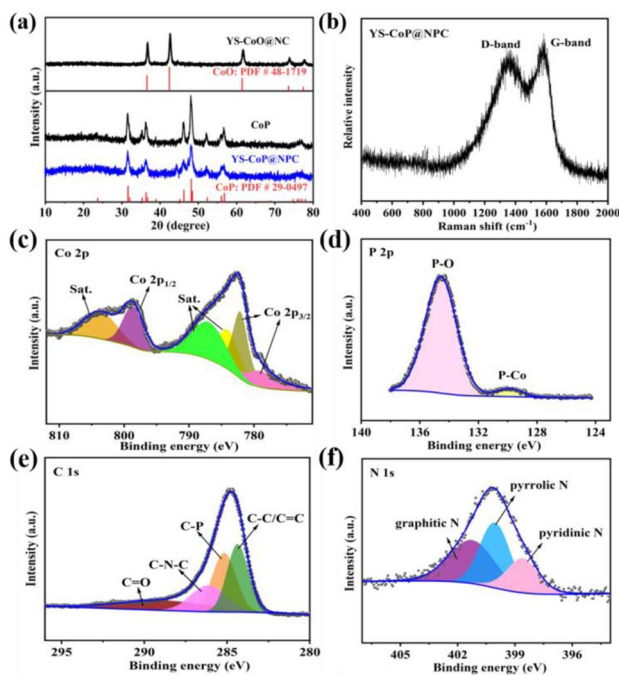 (a)
YS-CoO@NC
CoO: PDF # 48-1719
CoP
YS-CoP@NPC
CoP: PDF # 29-0497
Intensity (a.u.)
10 20 30 40 50 60 70 80
2θ (degree)
(b)
YS-CoP@NPC
D-band
G-band
Relative intensity
400 800 1200 1600 2000
Raman shift (cm-1)
(c)
Co 2p
Sat.
Co 2p1/2
Sat.
Co 2p3/2
Intensity (a.u.)
810 800 790 780
Binding energy (eV)
(d)
P 2p
P-O
P-Co
Intensity (a.u.)
140 136 132 128 124
Binding energy (eV)
(e)
C 1s
C-C/C=C
C-P
C-N-C
C=O
Intensity (a.u.)
295 290 285 280
Binding energy (eV)
(f)
N 1s
pyrrolic N
graphitic N
pyridinic N
Intensity (a.u.)
405 402 399 396
Binding energy (eV)